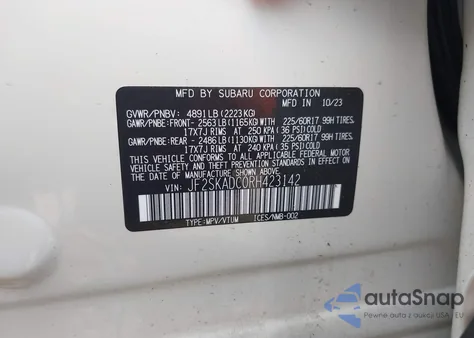 MFD BY SUBARU CORPORATION
GVWR/PNBV: 4891LB (2223KG) 10/23
GAWR/PNBE:FRONT- 2563LB(1165KG)WITH 225/60R17 99H TIRES,
17X7J RIMS AT 250 KPA (36 PSI)COLD
GAWR/PNBE:REAR - 2486LB(1130KG)WITH 225/60R17 99H TIRES,
17X7J RIMS AT 240 KPA (35 PSI)COLD
THIS VEHICLE CONFORMS TO ALL APPLICABLE
FEDERAL MOTOR VEHICLE SAFETY AND
THEFT PREVENTION STANDARDS IN EFFECT ON THE
DATE OF MANUFACTURE SHOWN ABOVE.
VIN: JF2SKADC0RH423142
TYPE:MPV/VTUM ICES/NMB-002
autoSnap
Pewne auta z USA i EU